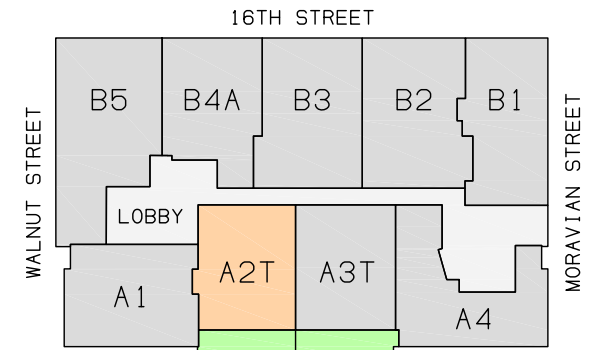 16TH STREET
B5
B4A
B3
B2
B1
WALNUT STREET
MORAVIAN STREET
LOBBY
A1
A2T
A3T
A4